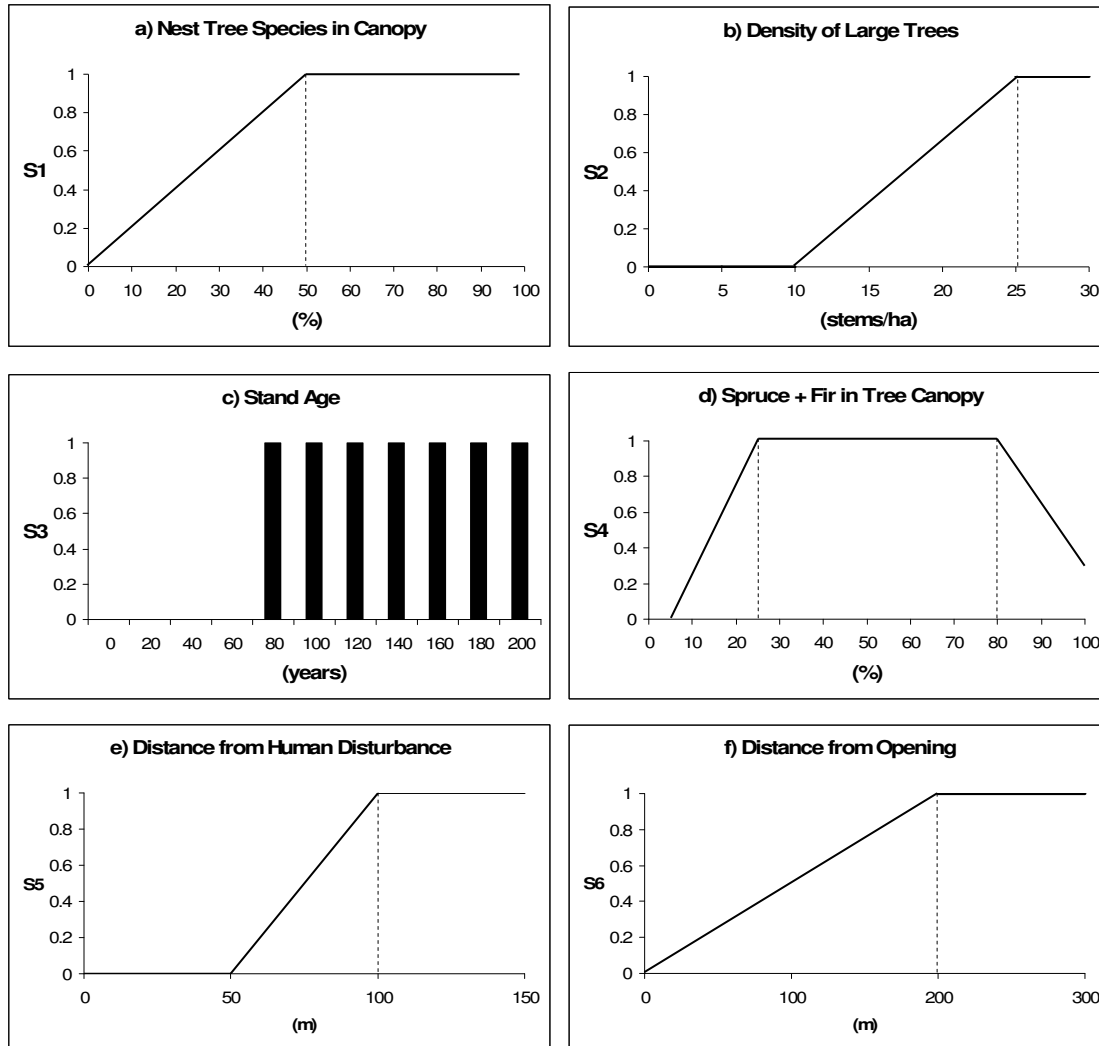 a) Nest Tree Species in Canopy
1
0.8
0.6
S1
0.4
0.2
0
0 10 20 30 40 50 60 70 80 90 100
(%)
b) Density of Large Trees
1
0.8
0.6
S2
0.4
0.2
0
0 5 10 15 20 25 30
(stems/ha)
c) Stand Age
1
0.8
0.6
S3
0.4
0.2
0
0 20 40 60 80 100 120 140 160 180 200
(years)
d) Spruce + Fir in Tree Canopy
1
0.8
0.6
S4
0.4
0.2
0
0 10 20 30 40 50 60 70 80 90 100
(%)
e) Distance from Human Disturbance
1
0.8
0.6
S5
0.4
0.2
0
0 50 100 150
(m)
f) Distance from Opening
1
0.8
0.6
S6
0.4
0.2
0
0 100 200 300
(m)